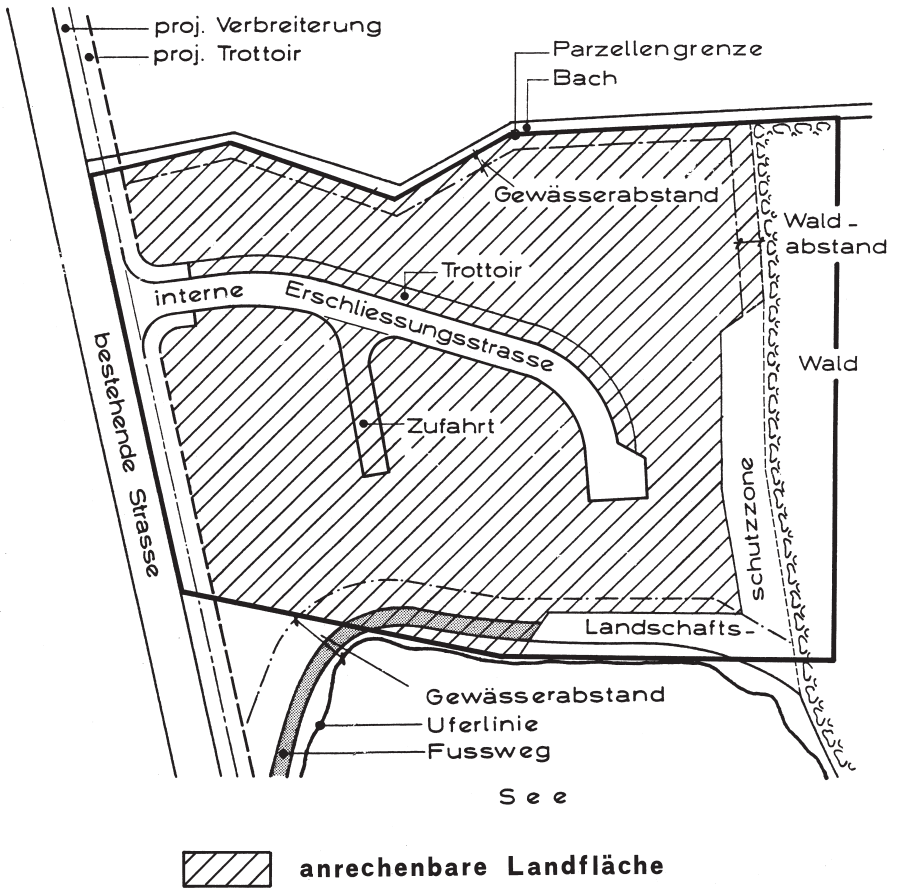 proj. Verbreiterung
proj. Trottoir
Parzellengrenze
Bach
Gewässerabstand
Wald-
abstand
Trottoir
interne Erschliessungsstrasse
bestehende Strasse
Wald
Zufahrt
schutzzone
Landschafts-
Gewässerabstand
Uferlinie
Fussweg
See
anrechenbare Landfläche